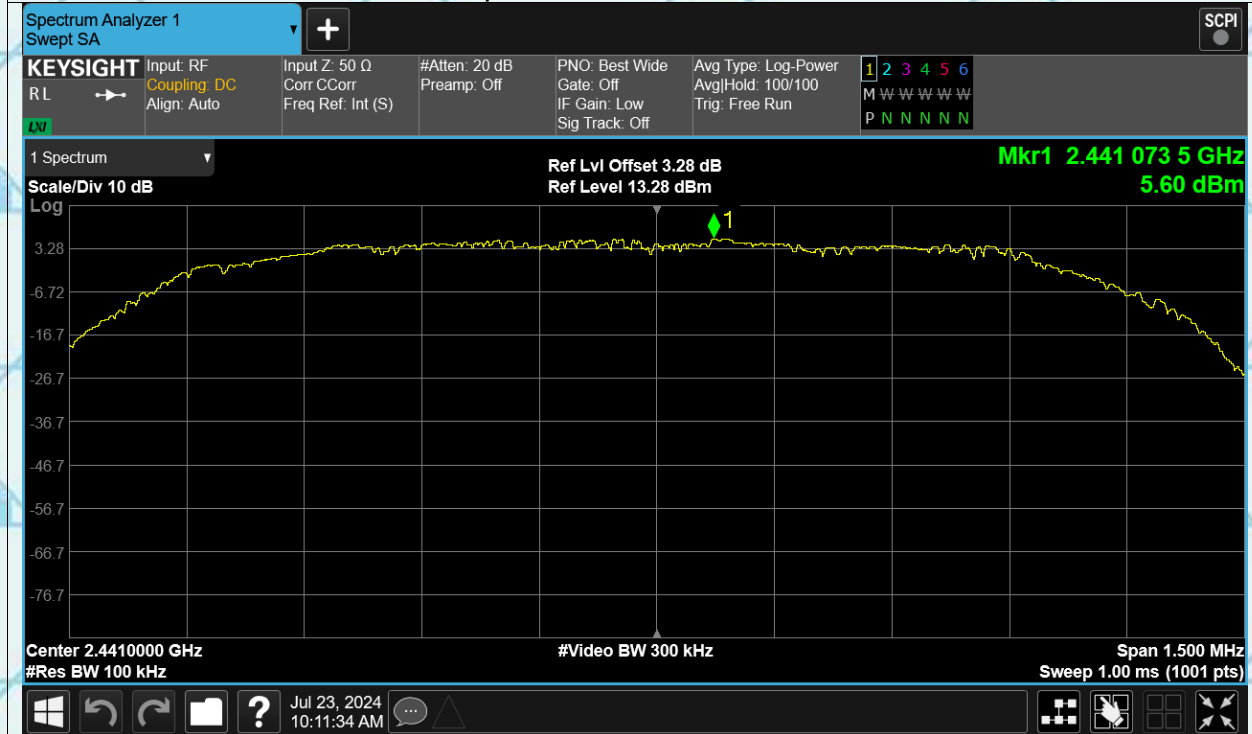 Spectrum Analyzer 1
Swept SA
SCPI
KEYSIGHT
R L
LXI
Input: RF
Coupling: DC
Align: Auto
Input Z: 50 Ω
Corr CCorr
Freq Ref: Int (S)
#Atten: 20 dB
Preamp: Off
PNO: Best Wide
Gate: Off
IF Gain: Low
Sig Track: Off
Avg Type: Log-Power
Avg|Hold: 100/100
Trig: Free Run
1 2 3 4 5 6
M W W W W W
P N N N N N
1 Spectrum
Scale/Div 10 dB
Log
Ref Lvl Offset 3.28 dB
Ref Level 13.28 dBm
Mkr1 2.441 073 5 GHz
5.60 dBm
1
3.28
-6.72
-16.7
-26.7
-36.7
-46.7
-56.7
-66.7
-76.7
Center 2.4410000 GHz
#Res BW 100 kHz
#Video BW 300 kHz
Span 1.500 MHz
Sweep 1.00 ms (1001 pts)
?
Jul 23, 2024
10:11:34 AM